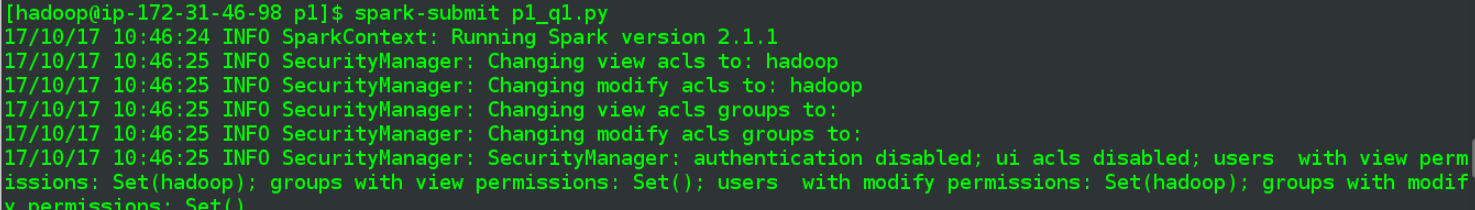 [hadoop@ip-172-31-46-98 p1]$ spark-submit p1_q1.py
17/10/17 10:46:24 INFO SparkContext: Running Spark version 2.1.1
17/10/17 10:46:25 INFO SecurityManager: Changing view acls to: hadoop
17/10/17 10:46:25 INFO SecurityManager: Changing modify acls to: hadoop
17/10/17 10:46:25 INFO SecurityManager: Changing view acls groups to:
17/10/17 10:46:25 INFO SecurityManager: Changing modify acls groups to:
17/10/17 10:46:25 INFO SecurityManager: SecurityManager: authentication disabled; ui acls disabled; users  with view perm
issions: Set(hadoop); groups with view permissions: Set(); users  with modify permissions: Set(hadoop); groups with modif
y permissions: Set()